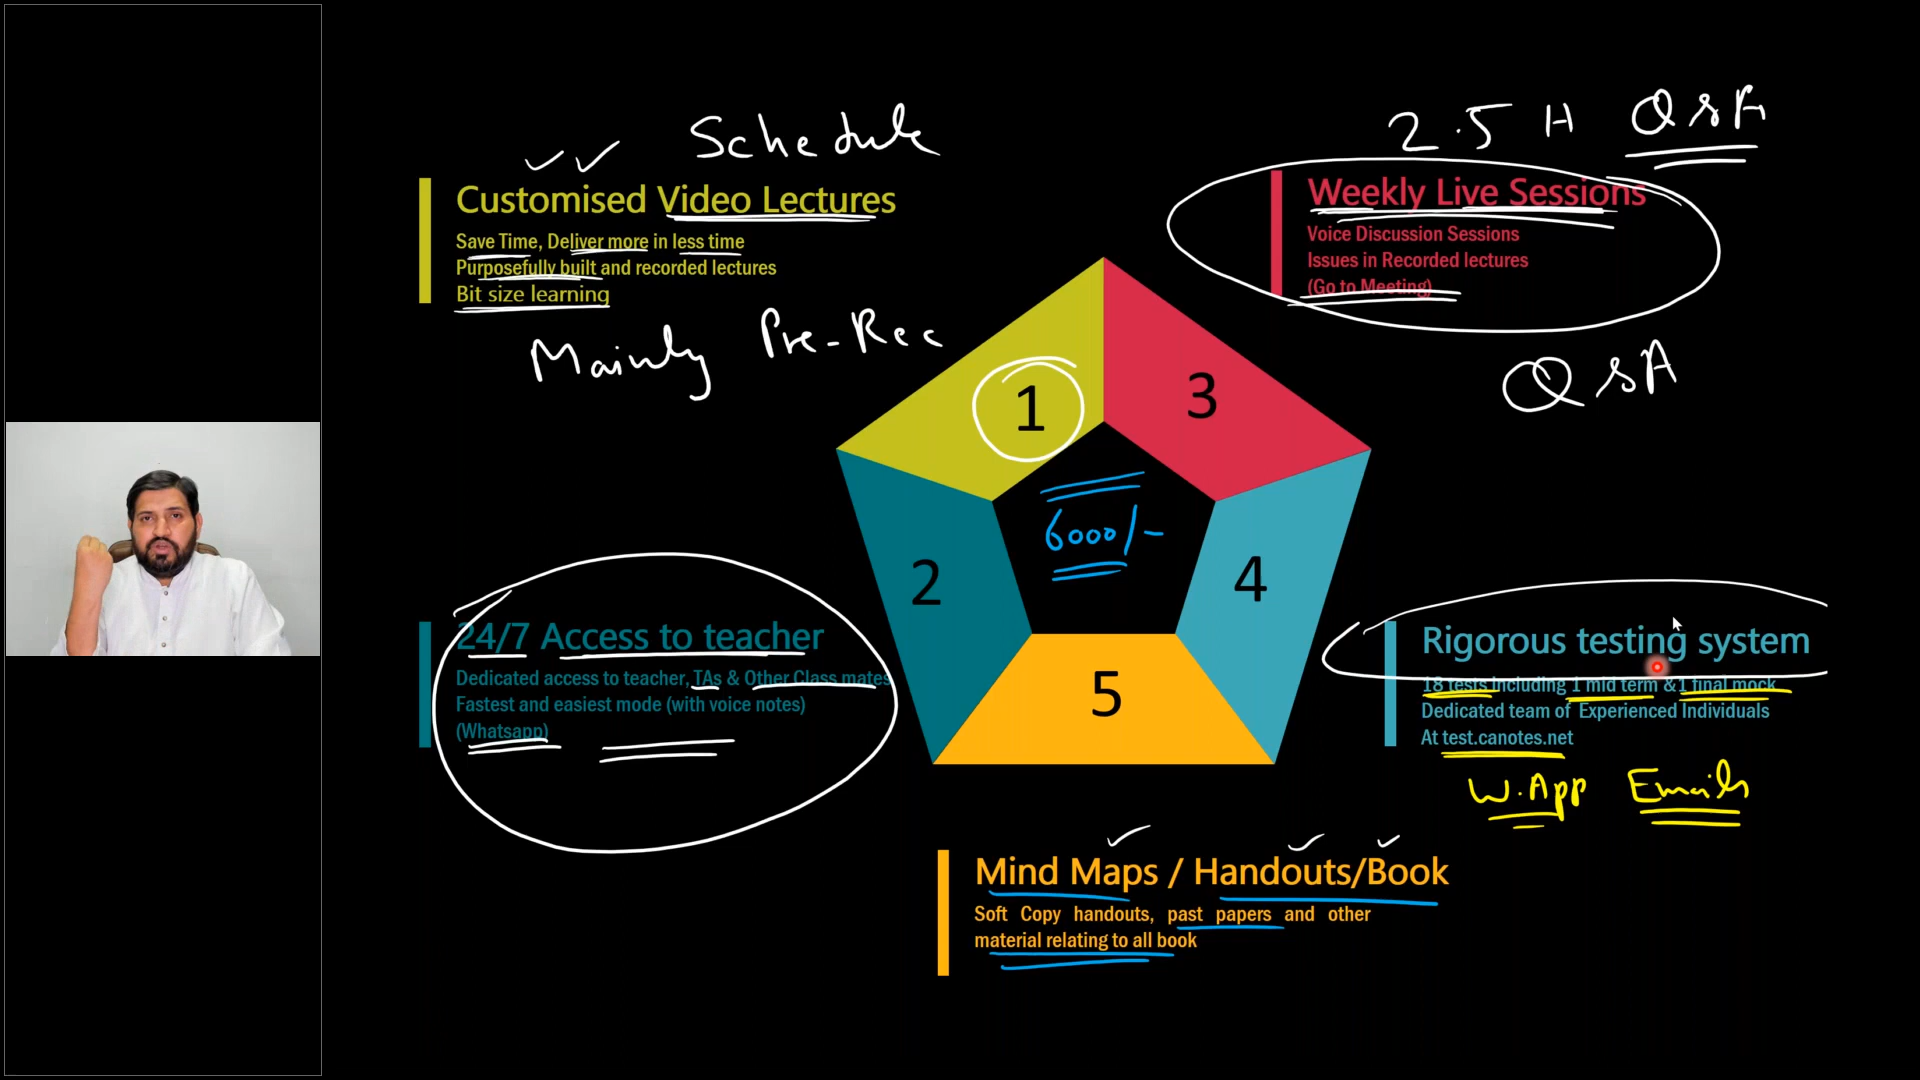 Schedule
Customised Video Lectures
Save Time, Deliver more in less time
Purposefully built and recorded lectures
Bit size learning
Mainly Pre-Rec
1
2.5 H Q&A
Weekly Live Sessions
Voice Discussion Sessions
Issues in Recorded lectures
(Go to Meeting)
Q&A
3
6000/-
2
4
5
24/7 Access to teacher
Dedicated access to teacher, TAs & Other Class mates
Fastest and easiest mode (with voice notes)
(Whatsapp)
Rigorous testing system
18 tests including 1 mid term &1 final mock
Dedicated team of Experienced Individuals
At test.canotes.net
W.App Emails
Mind Maps / Handouts/Book
Soft Copy handouts, past papers and other
material relating to all book